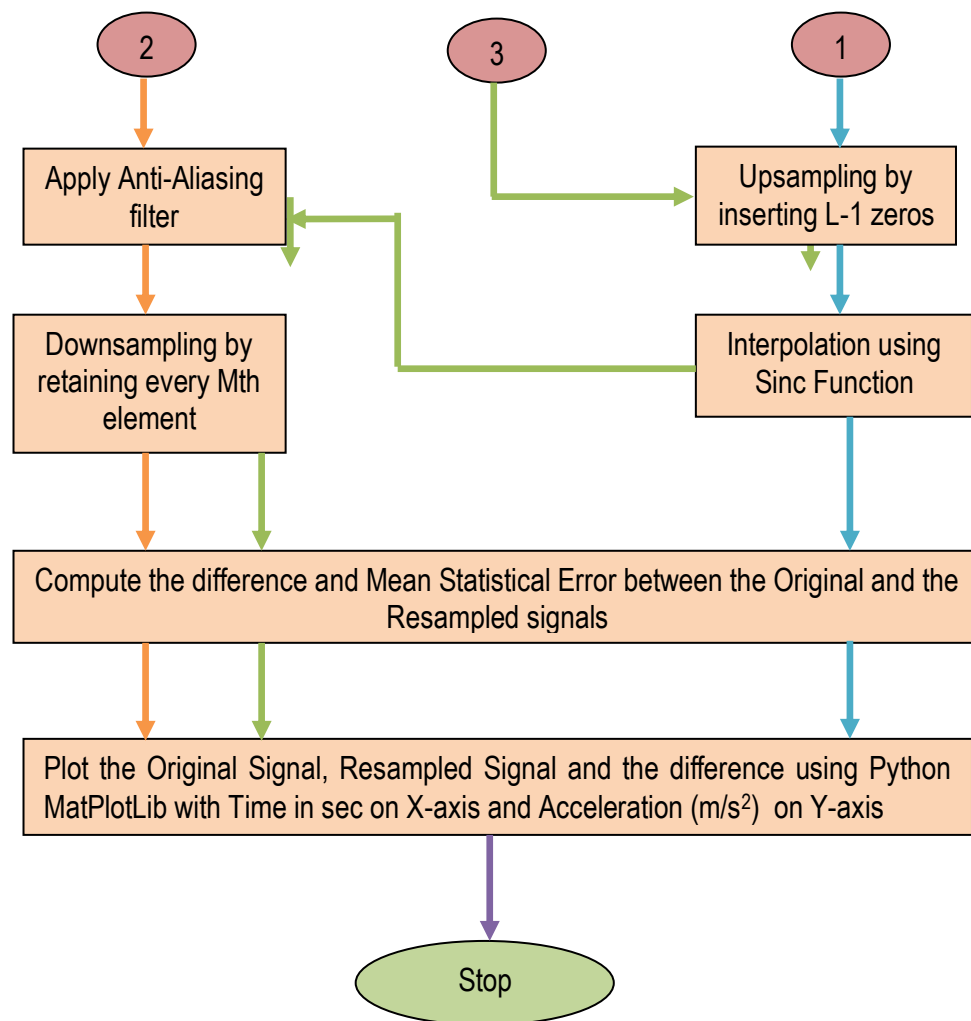 2
3
1
Apply Anti-Aliasing
filter
Upsampling by
inserting L-1 zeros
Downsampling by
retaining every Mth
element
Interpolation using
Sinc Function
Compute the difference and Mean Statistical Error between the Original and the
Resampled signals
Plot the Original Signal, Resampled Signal and the difference using Python
MatPlotLib with Time in sec on X-axis and Acceleration (m/s²) on Y-axis
Stop